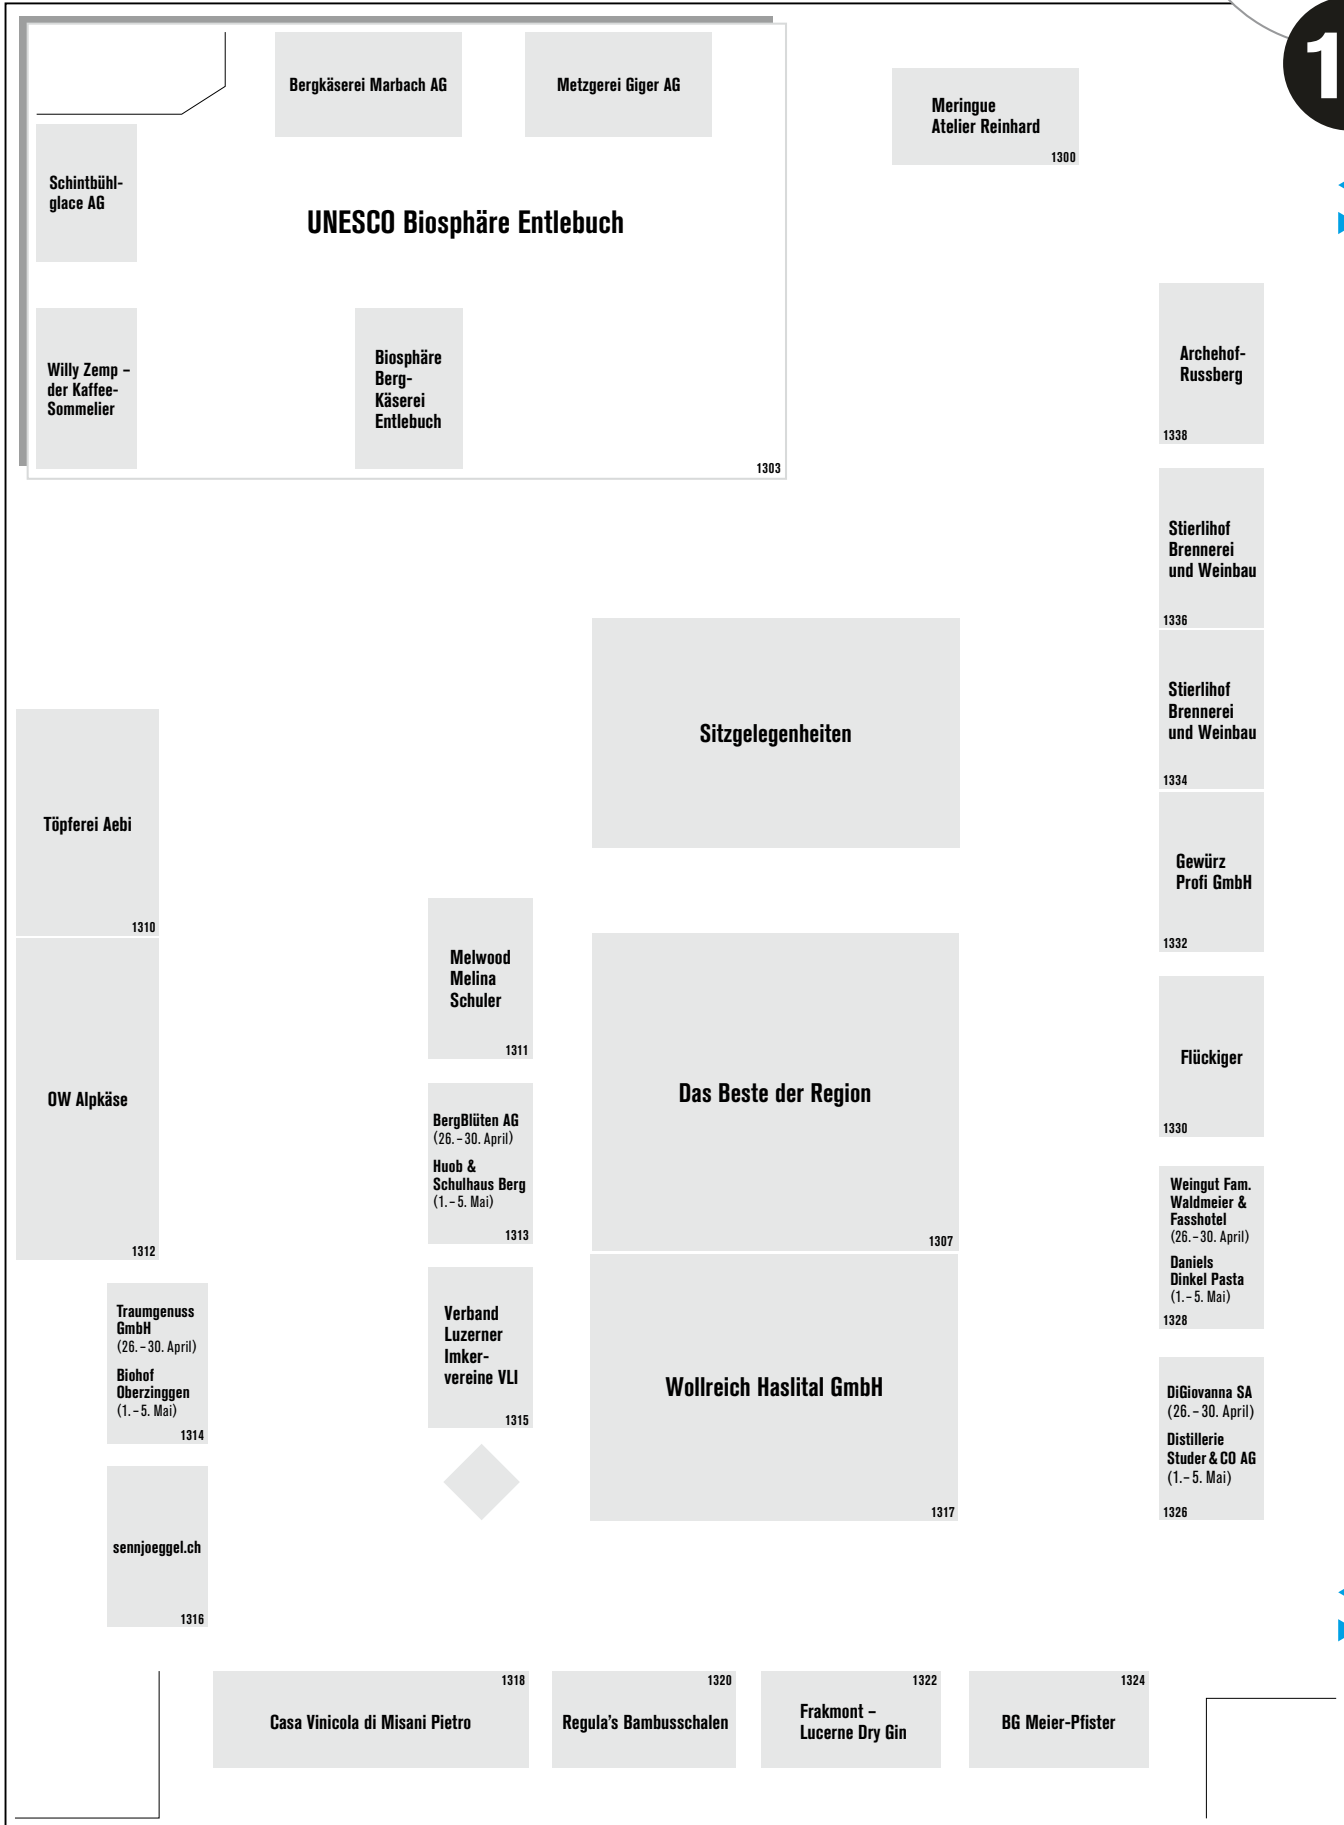 1
Bergkäserei Marbach AG
Metzgerei Giger AG
Meringue
Atelier Reinhard
1300
Schintbühl-
glace AG
UNESCO Biosphäre Entlebuch
Willy Zemp –
der Kaffee-
Sommelier
Biosphäre
Berg-
Käserei
Entlebuch
1303
Archehof-
Russberg
1338
Stierlihof
Brennerei
und Weinbau
1336
Sitzgelegenheiten
Stierlihof
Brennerei
und Weinbau
1334
Töpferei Aebi
1310
Gewürz
Profi GmbH
1332
Melwood
Melina
Schuler
1311
OW Alpkäse
1312
Das Beste der Region
1307
Flückiger
1330
BergBlüten AG
(26. – 30. April)
Huob &
Schulhaus Berg
(1. – 5. Mai)
1313
Weingut Fam.
Waldmeier &
Fasshotel
(26. – 30. April)
Daniels
Dinkel Pasta
(1. – 5. Mai)
1328
Traumgenuss
GmbH
(26. – 30. April)
Biohof
Oberzinggen
(1. – 5. Mai)
1314
Verband
Luzerner
Imker-
vereine VLI
1315
Wollreich Haslital GmbH
1317
DiGiovanna SA
(26. – 30. April)
Distillerie
Studer & CO AG
(1. – 5. Mai)
1326
sennjoeggel.ch
1316
1318
Casa Vinicola di Misani Pietro
1320
Regula’s Bambusschalen
1322
Frakmont –
Lucerne Dry Gin
1324
BG Meier-Pfister